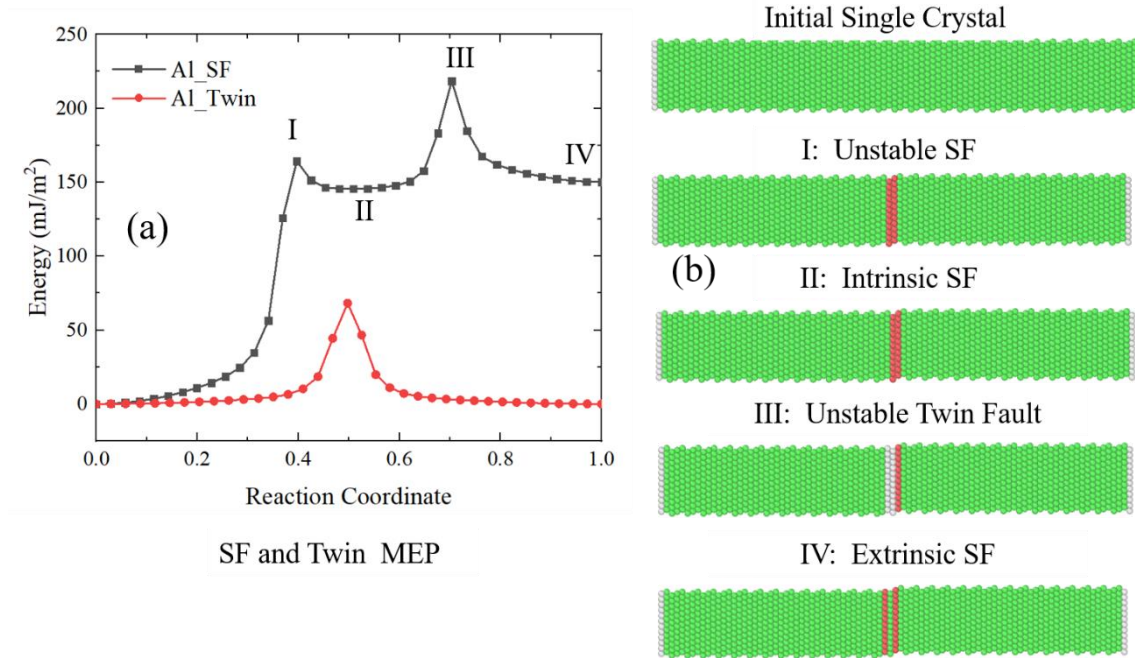 250
200
150
100
50
0
Energy (mJ/m²)
Al_SF
Al_Twin
I
II
III
IV
(a)
0.0 0.2 0.4 0.6 0.8 1.0
Reaction Coordinate
SF and Twin MEP
Initial Single Crystal
I: Unstable SF
(b)
II: Intrinsic SF
III: Unstable Twin Fault
IV: Extrinsic SF